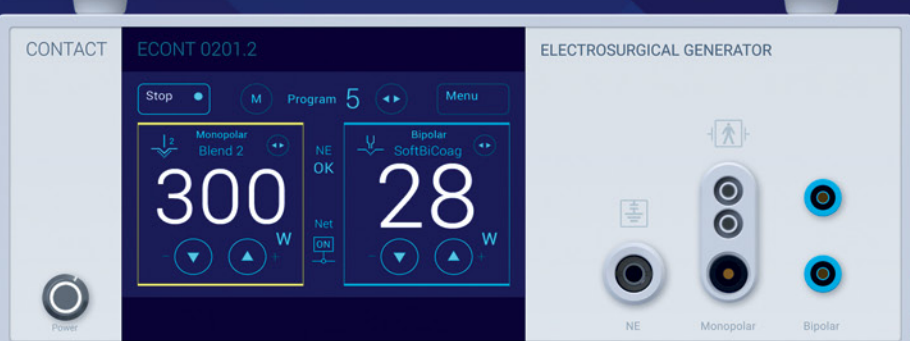 CONTACT
ECONT 0201.2
ELECTROSURGICAL GENERATOR
Stop
M
Program 5
Menu
2
Monopolar
Blend 2
300
W
- +
NE
OK
Net
ON
Bipolar
SoftBiCoag
28
W
- +
Power
NE
Monopolar
Bipolar